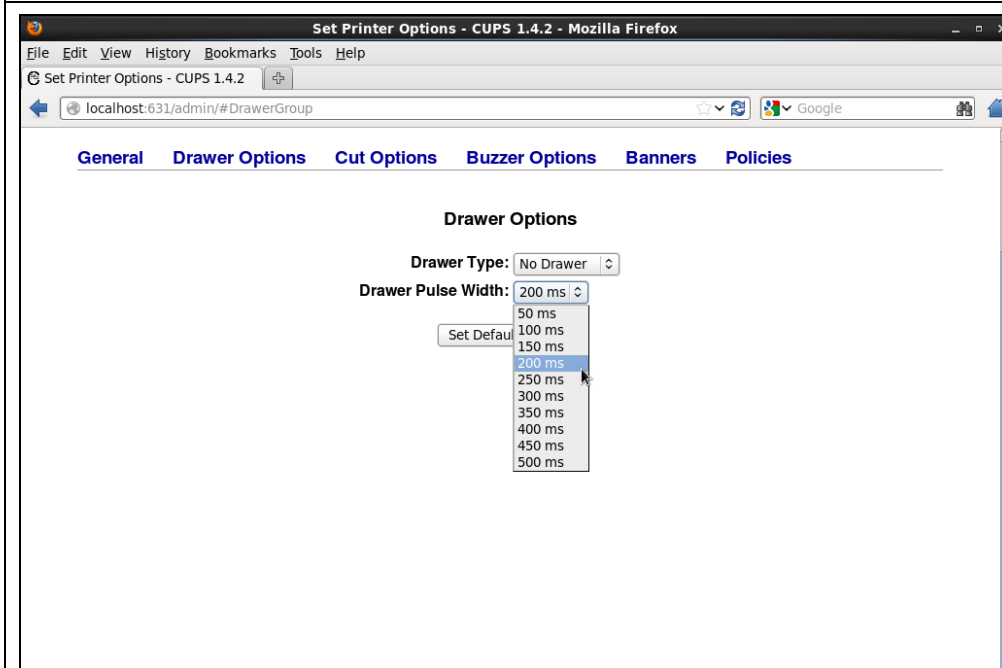 Set Printer Options - CUPS 1.4.2 - Mozilla Firefox
File Edit View History Bookmarks Tools Help
Set Printer Options - CUPS 1.4.2
localhost:631/admin/#DrawerGroup Google
General Drawer Options Cut Options Buzzer Options Banners Policies
Drawer Options
Drawer Type: No Drawer
Drawer Pulse Width: 200 ms
Set Defaul
50 ms
100 ms
150 ms
200 ms
250 ms
300 ms
350 ms
400 ms
450 ms
500 ms